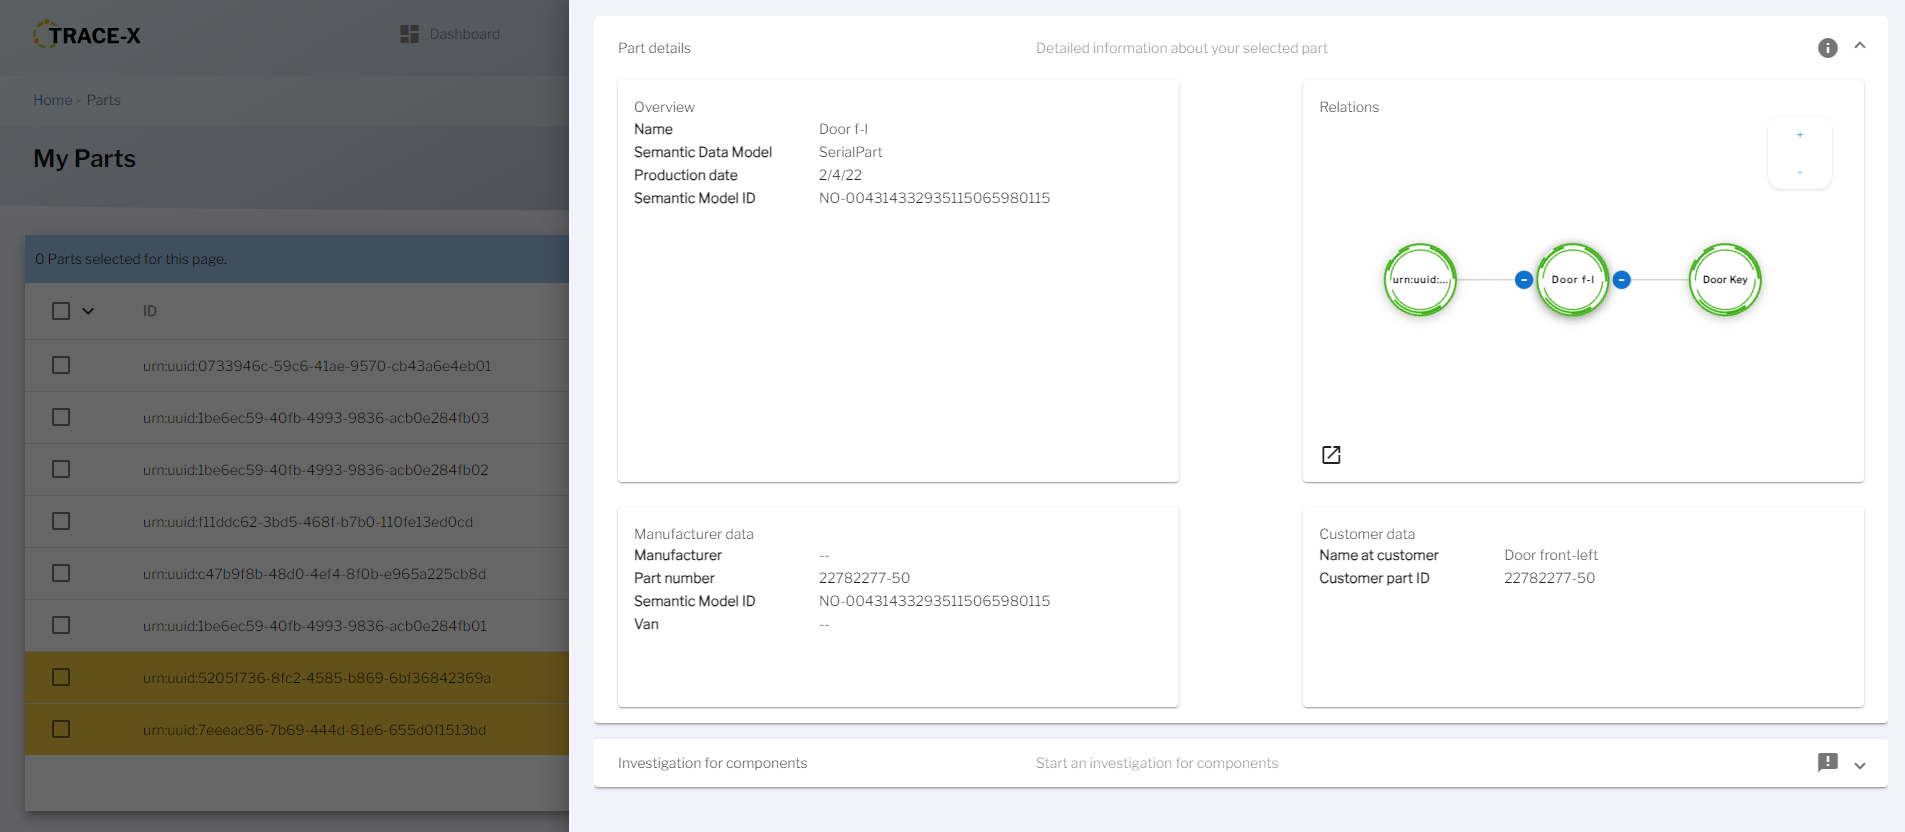 TRACE-X
Dashboard
Home > Parts
My Parts
0 Parts selected for this page.
ID
urn:uuid:0733946c-59c6-41ae-9570-cb43a6e4eb01
urn:uuid:1be6ec59-40fb-4993-9836-acb0e284fb03
urn:uuid:1be6ec59-40fb-4993-9836-acb0e284fb02
urn:uuid:f11ddc62-3bd5-468f-b7b0-110fe13ed0cd
urn:uuid:c47b9f8b-48d0-4ef4-8f0b-e965a225cb8d
urn:uuid:1be6ec59-40fb-4993-9836-acb0e284fb01
urn:uuid:5205f736-8fc2-4585-b869-6bf36842369a
urn:uuid:7eeeac86-7b69-444d-81e6-655d0f1513bd
Part details Detailed information about your selected part
Overview
Name Door f-l
Semantic Data Model SerialPart
Production date 2/4/22
Semantic Model ID NO-004314332935115065980115
Relations
+
-
urn:uuid:... - Door f-l - Door Key
Manufacturer data
Manufacturer --
Part number 22782277-50
Semantic Model ID NO-004314332935115065980115
Van --
Customer data
Name at customer Door front-left
Customer part ID 22782277-50
Investigation for components Start an investigation for components